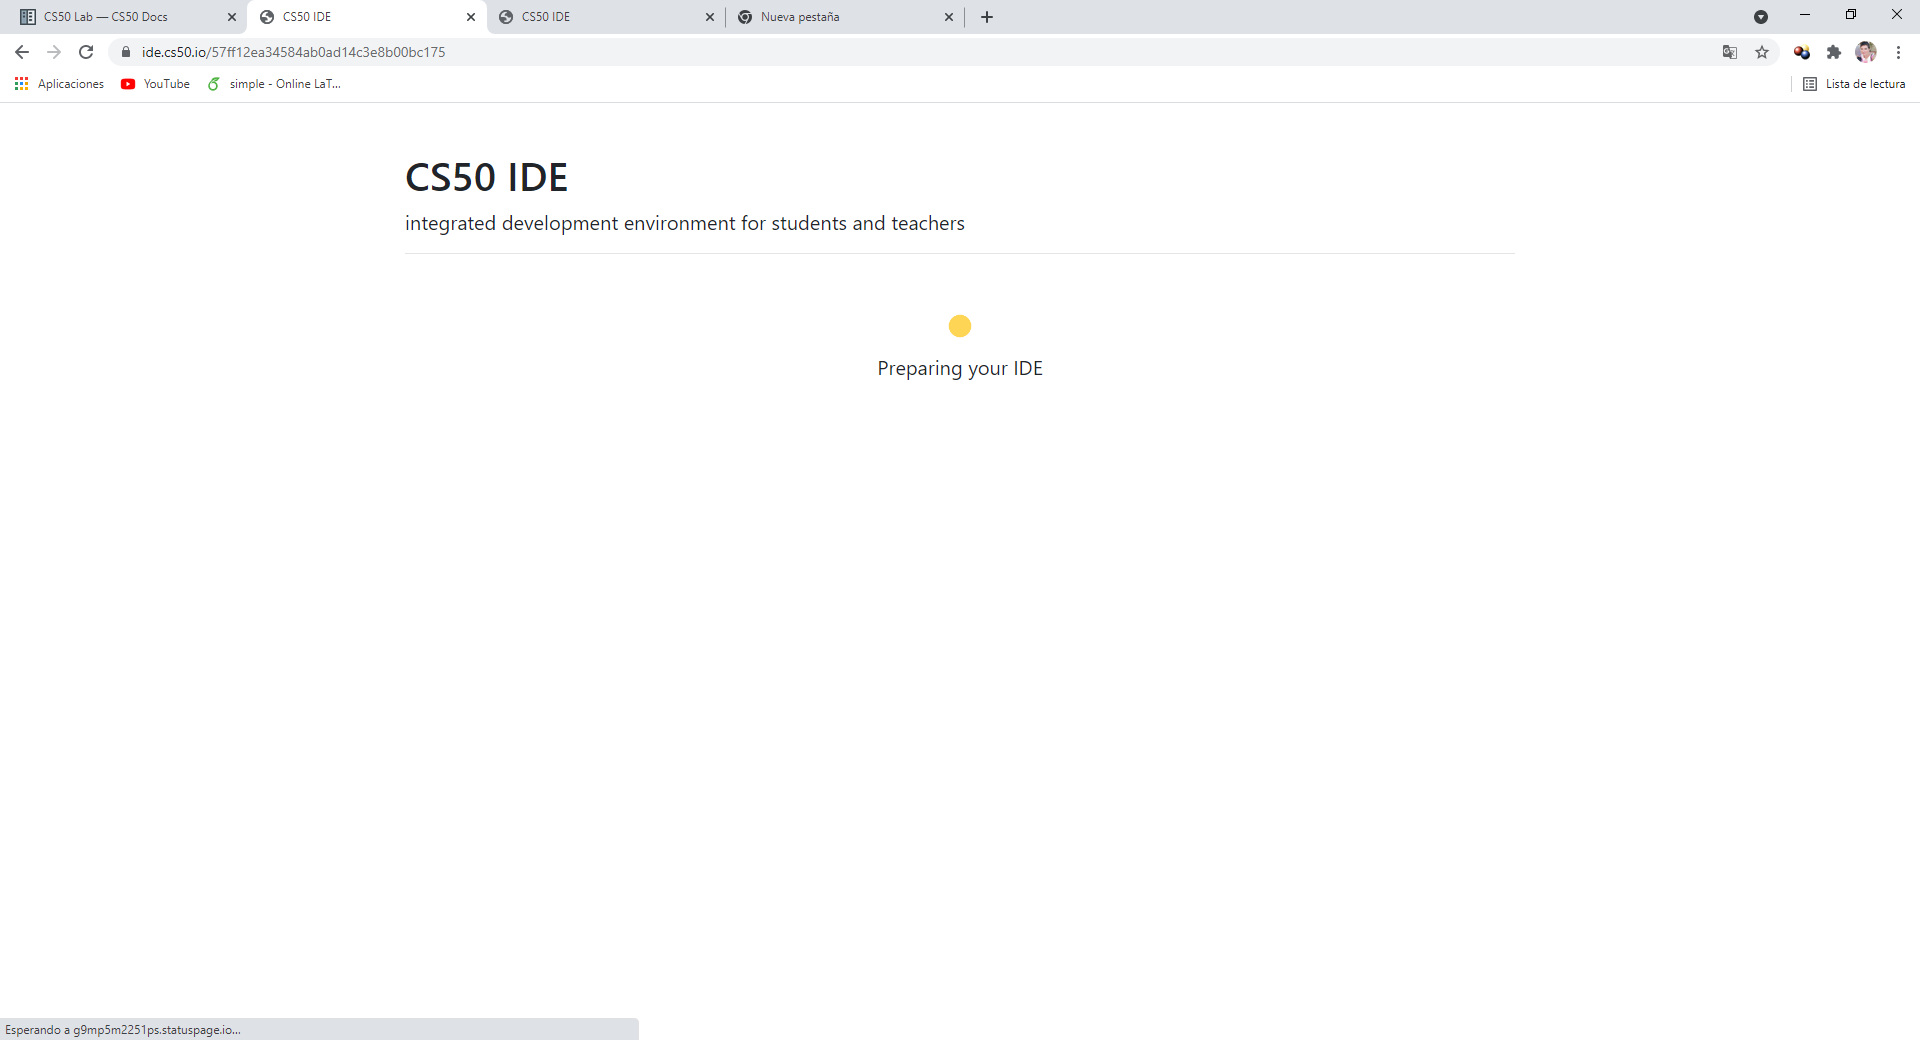 CS50 Lab — CS50 Docs
CS50 IDE
CS50 IDE
Nueva pestaña
ide.cs50.io/57ff12ea34584ab0ad14c3e8b00bc175
Aplicaciones
YouTube
simple - Online LaT...
Lista de lectura
CS50 IDE
integrated development environment for students and teachers
Preparing your IDE
Esperando a g9mp5m2251ps.statuspage.io...